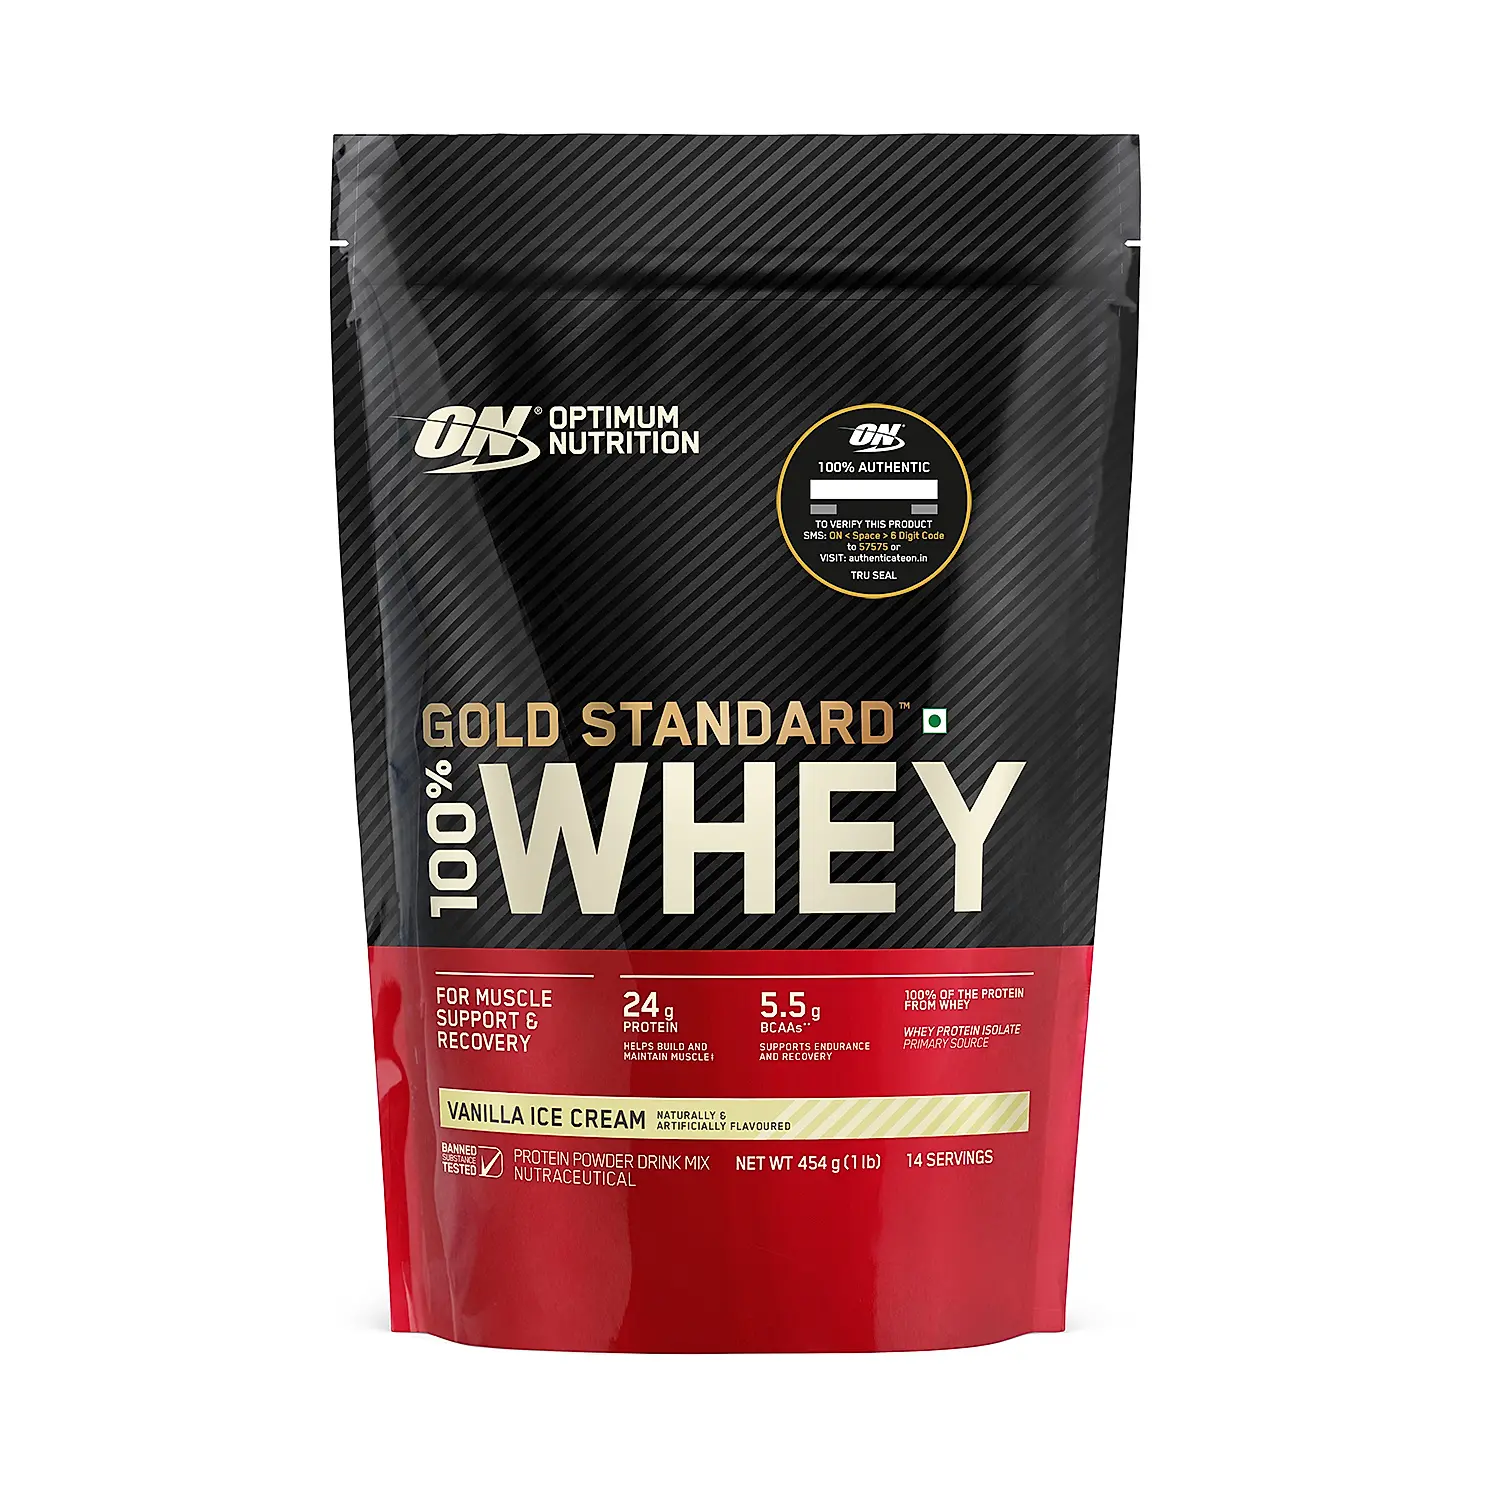 ON® OPTIMUM
NUTRITION
ON®
100% AUTHENTIC
TO VERIFY THIS PRODUCT
SMS: ON < Space > 6 Digit Code
to 57575 or
VISIT: authenticateon.in
TRU SEAL
GOLD STANDARD™
100% WHEY
FOR MUSCLE
SUPPORT &
RECOVERY
24 g
PROTEIN
HELPS BUILD AND
MAINTAIN MUSCLE‡
5.5 g
BCAAs**
SUPPORTS ENDURANCE
AND RECOVERY
100% OF THE PROTEIN
FROM WHEY
WHEY PROTEIN ISOLATE
PRIMARY SOURCE
VANILLA ICE CREAM
NATURALLY &
ARTIFICIALLY FLAVOURED
BANNED
SUBSTANCE
TESTED
PROTEIN POWDER DRINK MIX
NUTRACEUTICAL
NET WT 454 g (1 lb)
14 SERVINGS